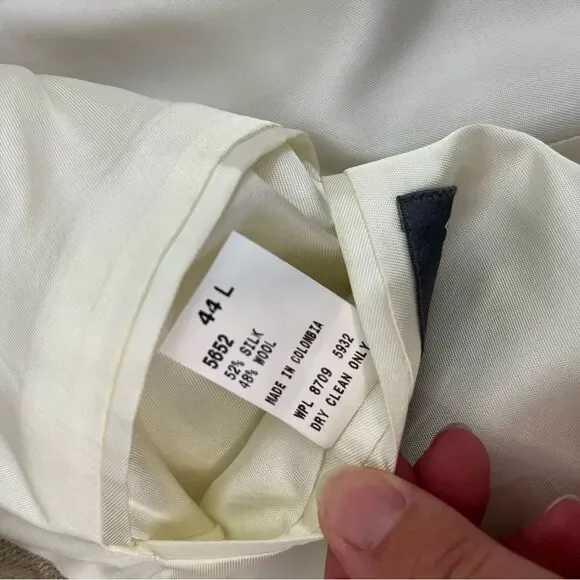 44 L
5652
52% SILK
48% WOOL
MADE IN COLOMBIA
WPL 8709 5932
DRY CLEAN ONLY